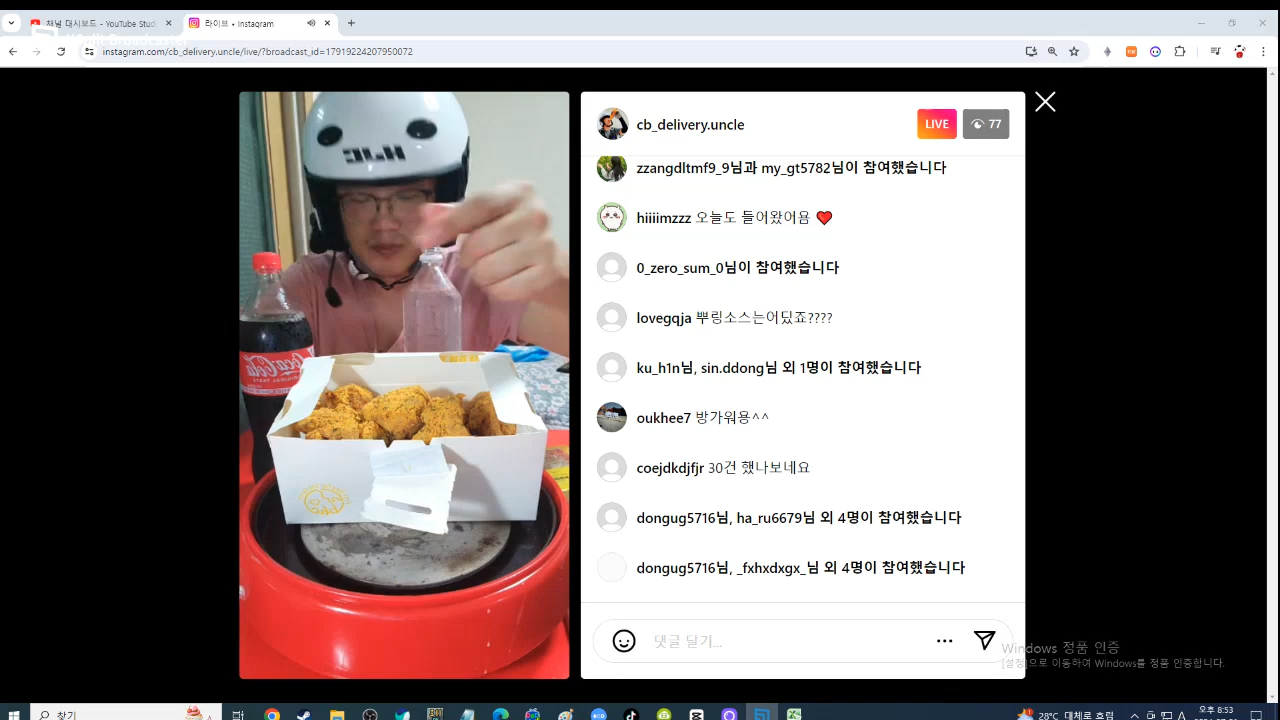 채널 대시보드 - YouTube Stud
라이브 • Instagram
XSplit Broadcaster
instagram.com/cb_delivery.uncle/live/?broadcast_id=17919224207950072
cb_delivery.uncle
LIVE
77
zzangdltmf9_9님과 my_gt5782님이 참여했습니다
hiiiimzzz 오늘도 들어왔어욤 ❤️
0_zero_sum_0님이 참여했습니다
lovegqja 뿌링소스는어딨죠????
ku_h1n님, sin.ddong님 외 1명이 참여했습니다
oukhee7 방가워용^^
coejdkdjfjr 30건 했나보네요
dongug5716님, ha_ru6679님 외 4명이 참여했습니다
dongug5716님, _fxhxdxgx_님 외 4명이 참여했습니다
댓글 달기...
Coca-Cola
Windows 정품 인증
[설정]으로 이동하여 Windows를 정품 인증합니다.
찾기
28°C 대체로 흐림
A
오후 8:53